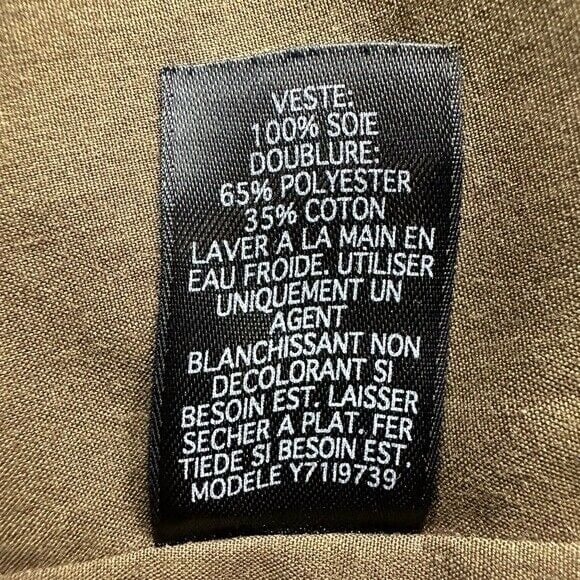 VESTE:
100% SOIE
DOUBLURE:
65% POLYESTER
35% COTON
LAVER A LA MAIN EN
EAU FROIDE. UTILISER
UNIQUEMENT UN
AGENT
BLANCHISSANT NON
DECOLORANT SI
BESOIN EST. LAISSER
SECHER A PLAT. FER
TIEDE SI BESOIN EST.
MODELE Y71I9739